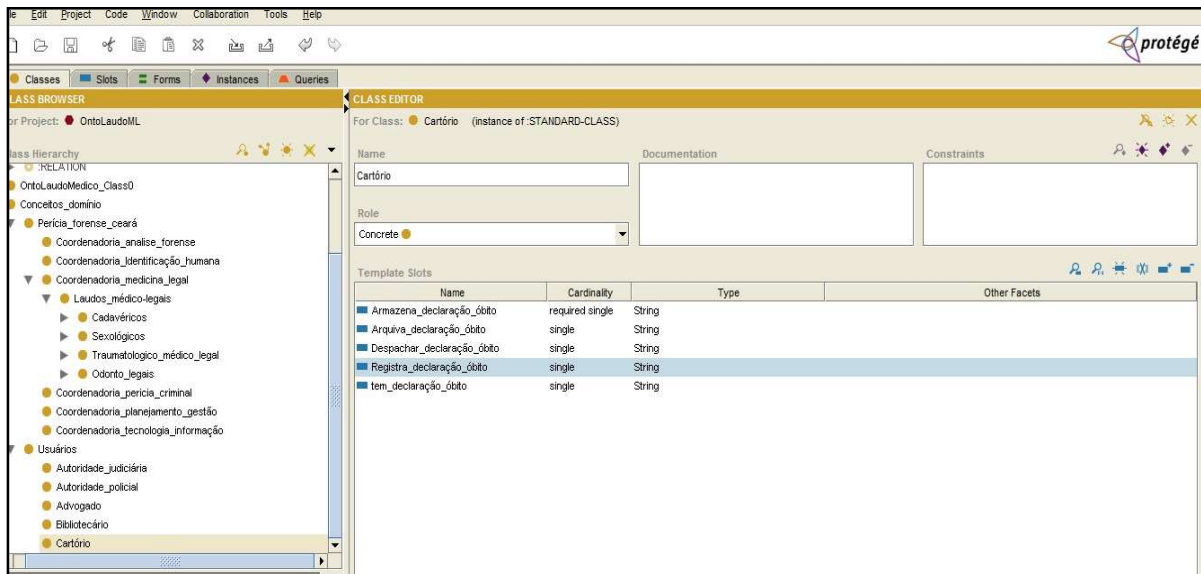 le Edit Project Code Window Collaboration Tools Help
protégé
Classes Slots Forms Instances Queries
LASS BROWSER
or Project: OntoLaudoML
lass Hierarchy
:RELATION
OntoLaudoMedico_Class0
Conceitos_domínio
Perícia_forense_ceará
Coordenadoria_analise_forense
Coordenadoria_Identificação_humana
Coordenadoria_medicina_legal
Laudos_médico-legais
Cadavéricos
Sexológicos
Traumatologico_médico_legal
Odonto_legais
Coordenadoria_pericia_criminal
Coordenadoria_planejamento_gestão
Coordenadoria_tecnologia_informação
Usuários
Autoridade_judiciária
Autoridade_policial
Advogado
Bibliotecário
Cartório
CLASS EDITOR
For Class: Cartório (instance of :STANDARD-CLASS)
Name Documentation Constraints
Cartório
Role
Concrete
Template Slots
Name Cardinality Type Other Facets
Armazena_declaração_óbito required single String
Arquiva_declaração_óbito single String
Despachar_declaração_óbito single String
Registra_declaração_óbito single String
tem_declaração_óbito single String